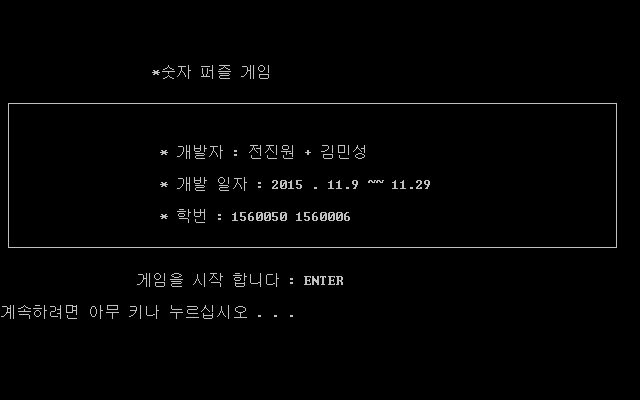 *숫자 퍼즐 게임
* 개발자 : 전진원 + 김민성
* 개발 일자 : 2015 . 11.9 ~~ 11.29
* 학번 : 1560050 1560006
게임을 시작 합니다 : ENTER
계속하려면 아무 키나 누르십시오 . . .